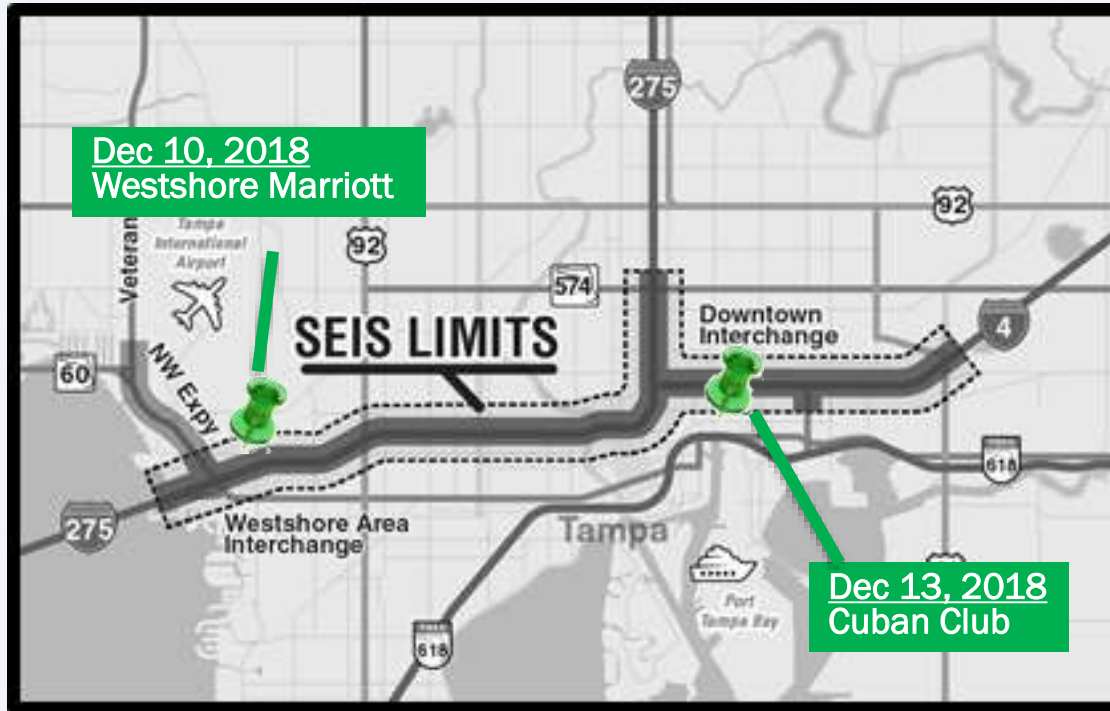 275
Dec 10, 2018
Westshore Marriott
92
Tampa
International
Airport
Veteran
92
574
SEIS LIMITS
Downtown
Interchange
4
60
NW Expy
618
275
Westshore Area
Interchange
Tampa
Port
Tampa Bay
Dec 13, 2018
Cuban Club
618